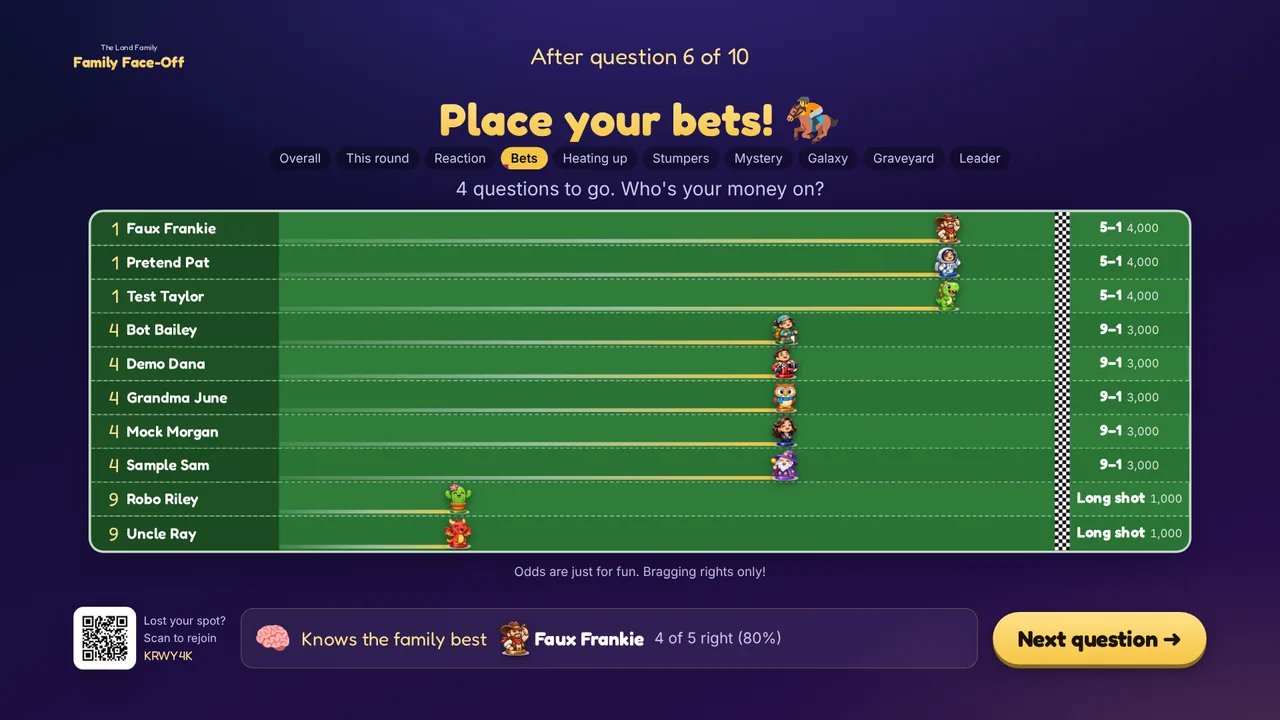 The Land Family
Family Face-Off
After question 6 of 10
Place your bets!
Overall This round Reaction Bets Heating up Stumpers Mystery Galaxy Graveyard Leader
4 questions to go. Who's your money on?
1 Faux Frankie 5–1 4,000
1 Pretend Pat 5–1 4,000
1 Test Taylor 5–1 4,000
4 Bot Bailey 9–1 3,000
4 Demo Dana 9–1 3,000
4 Grandma June 9–1 3,000
4 Mock Morgan 9–1 3,000
4 Sample Sam 9–1 3,000
9 Robo Riley Long shot 1,000
9 Uncle Ray Long shot 1,000
Odds are just for fun. Bragging rights only!
Lost your spot?
Scan to rejoin
KRWY4K
Knows the family best Faux Frankie 4 of 5 right (80%)
Next question →